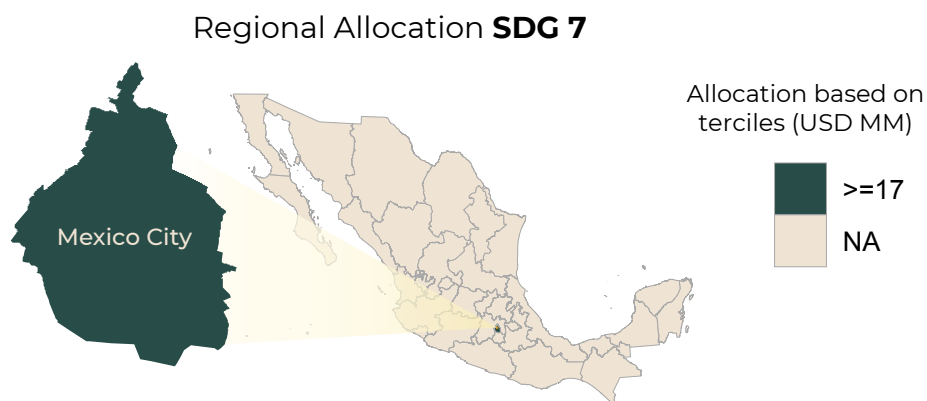 Regional Allocation SDG 7
Mexico City
Allocation based on
terciles (USD MM)
>=17
NA